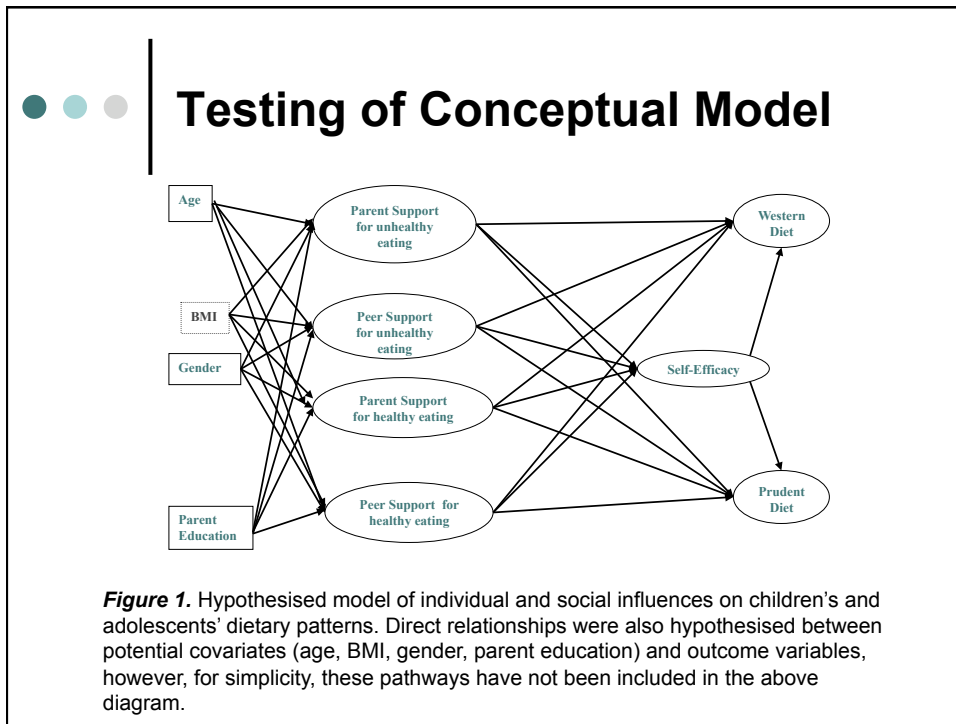 Testing of Conceptual Model
Age
BMI
Gender
Parent
Education
Parent Support
for unhealthy
eating
Peer Support
for unhealthy
eating
Parent Support
for healthy eating
Peer Support for
healthy eating
Self-Efficacy
Western
Diet
Prudent
Diet
Figure 1. Hypothesised model of individual and social influences on children’s and
adolescents’ dietary patterns. Direct relationships were also hypothesised between
potential covariates (age, BMI, gender, parent education) and outcome variables,
however, for simplicity, these pathways have not been included in the above
diagram.